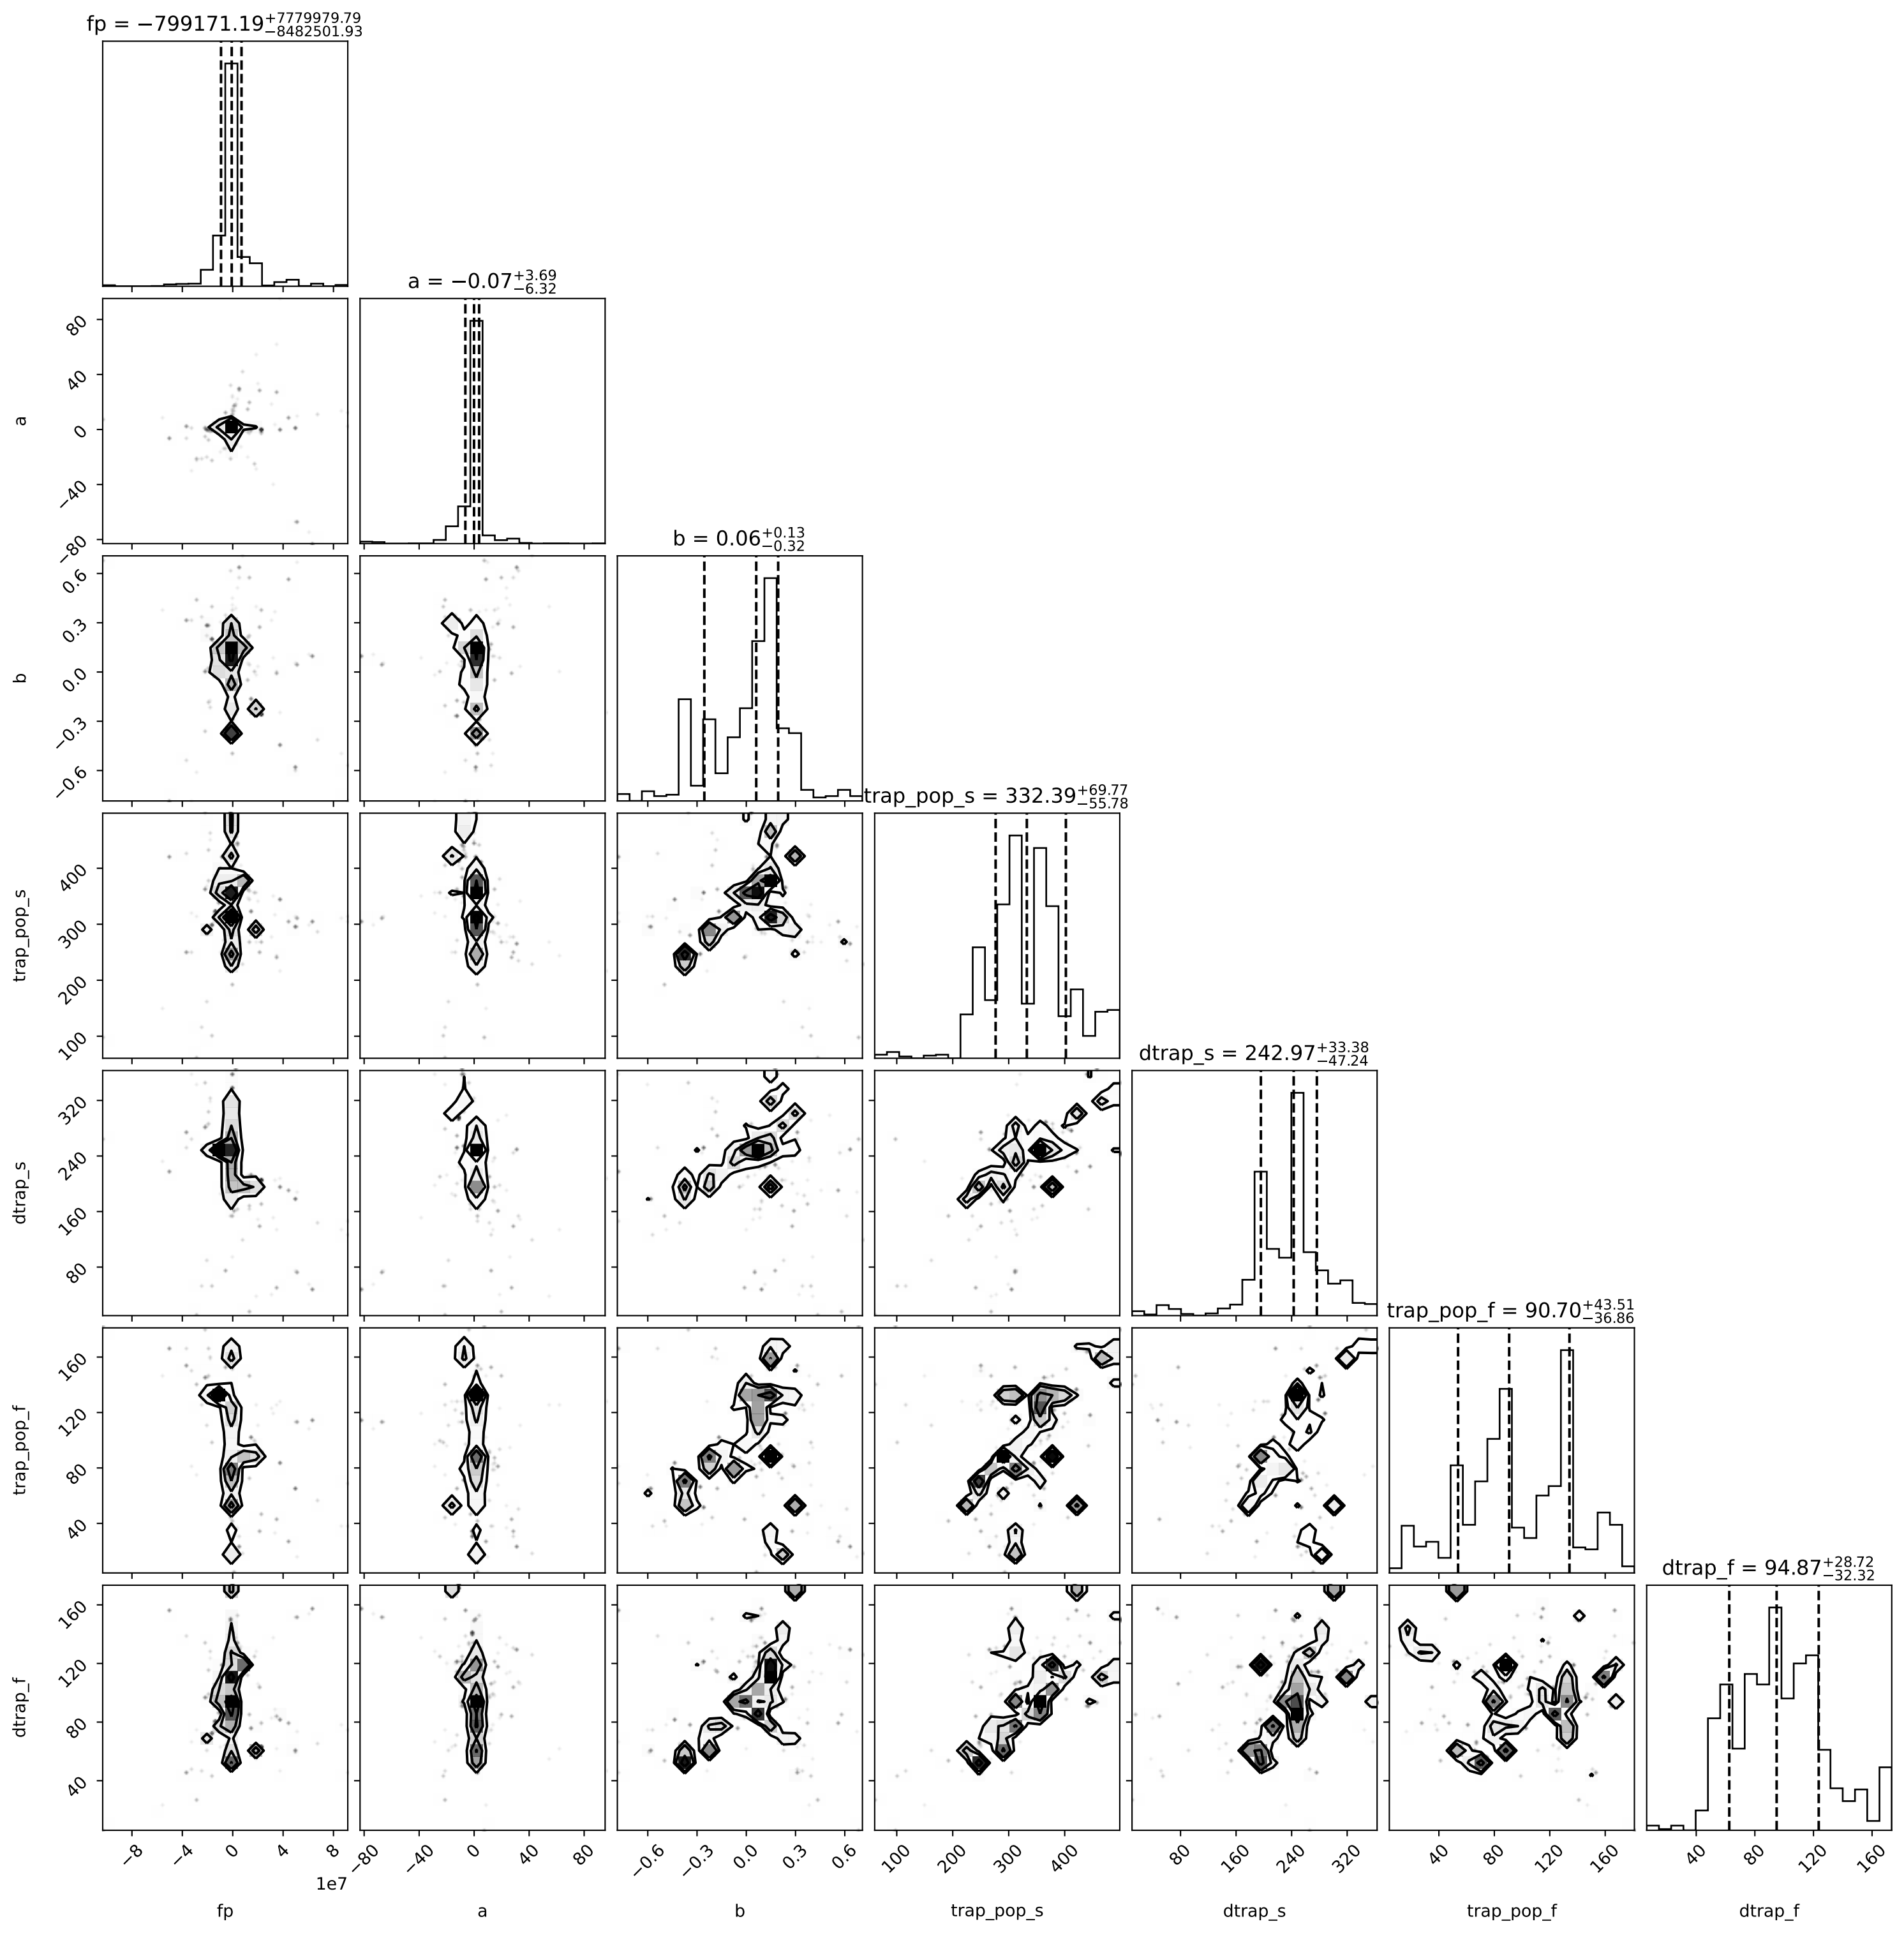 fp = −799171.19 +7779979.79 −8482501.93
a = −0.07 +3.69 −6.32
80
40
0
−40
−80
a
b = 0.06 +0.13 −0.32
0.6
0.3
0.0
−0.3
−0.6
b
trap_pop_s = 332.39 +69.77 −55.78
400
300
200
100
trap_pop_s
dtrap_s = 242.97 +33.38 −47.24
320
240
160
80
dtrap_s
trap_pop_f = 90.70 +43.51 −36.86
160
120
80
40
trap_pop_f
dtrap_f = 94.87 +28.72 −32.32
160
120
80
40
dtrap_f
−8 −4 0 4 8
1e7
−80 −40 0 40 80
−0.6 −0.3 0.0 0.3 0.6
100 200 300 400
80 160 240 320
40 80 120 160
40 80 120 160
fp a b trap_pop_s dtrap_s trap_pop_f dtrap_f